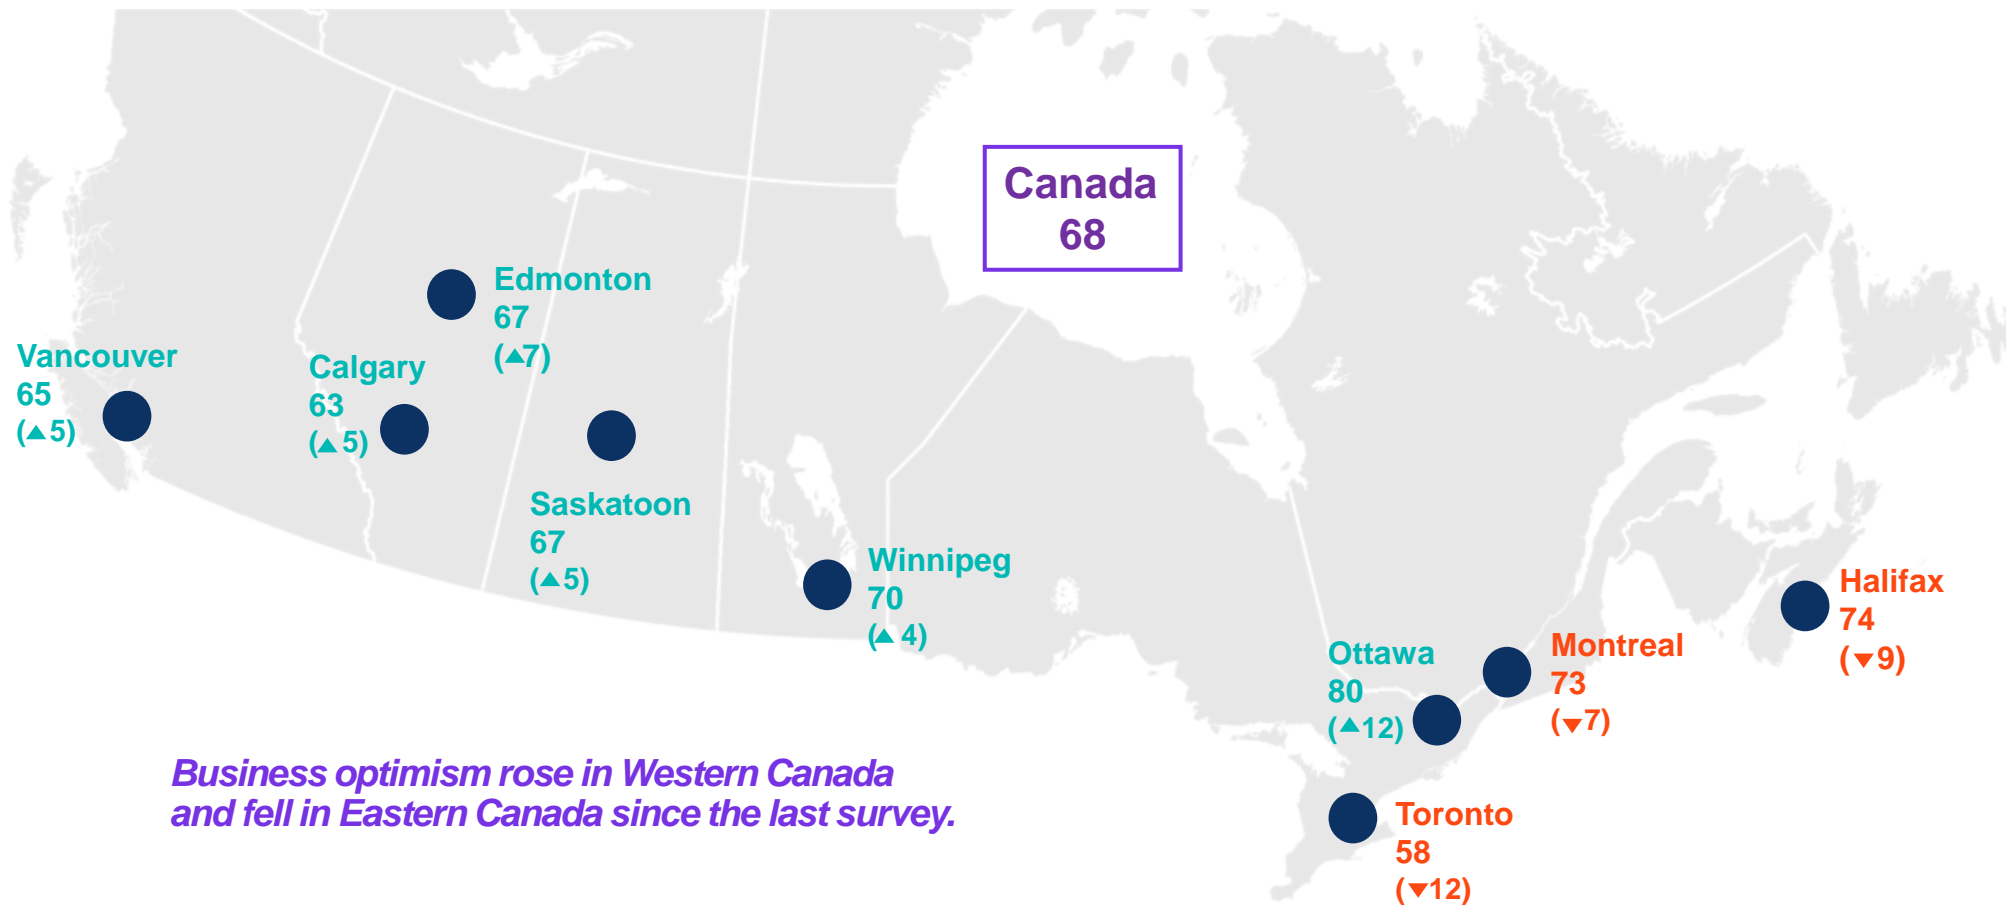 Canada
68
Edmonton
67
(▲7)
Vancouver
65
(▲5)
Calgary
63
(▲5)
Saskatoon
67
(▲5)
Winnipeg
70
(▲4)
Halifax
74
(▼9)
Montreal
73
(▼7)
Ottawa
80
(▲12)
Toronto
58
(▼12)
Business optimism rose in Western Canada
and fell in Eastern Canada since the last survey.